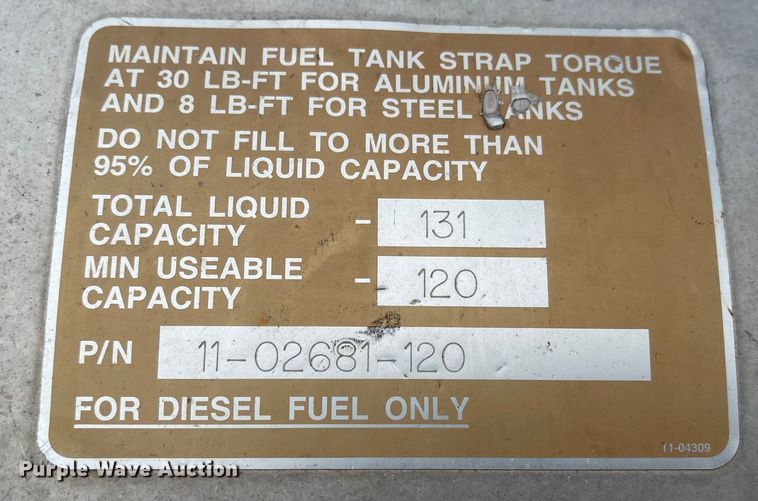 MAINTAIN FUEL TANK STRAP TORQUE
AT 30 LB-FT FOR ALUMINUM TANKS
AND 8 LB-FT FOR STEEL TANKS
DO NOT FILL TO MORE THAN
95% OF LIQUID CAPACITY
TOTAL LIQUID
CAPACITY - 131
MIN USEABLE
CAPACITY - 120
P/N 11-02681-120
FOR DIESEL FUEL ONLY
11-04309
Purple Wave Auction